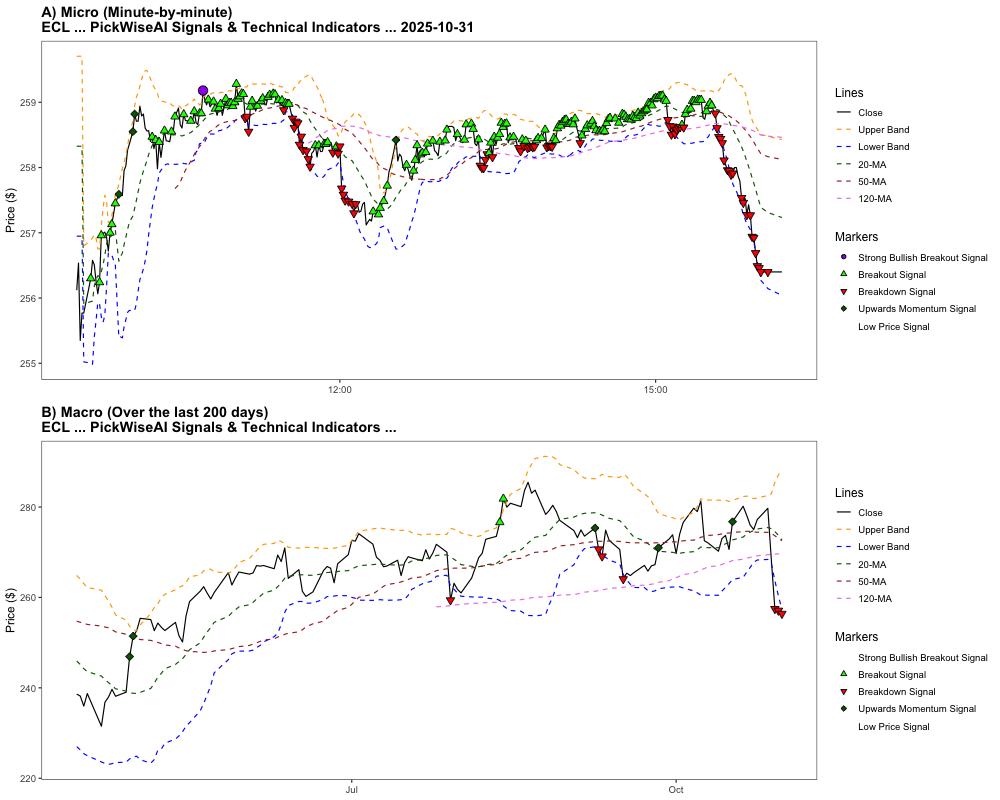 A) Micro (Minute-by-minute)
ECL ... PickWiseAI Signals & Technical Indicators ... 2025-10-31
Price ($)
259
258
257
256
255
12:00
15:00
Lines
Close
Upper Band
Lower Band
20-MA
50-MA
120-MA
Markers
Strong Bullish Breakout Signal
Breakout Signal
Breakdown Signal
Upwards Momentum Signal
Low Price Signal
B) Macro (Over the last 200 days)
ECL ... PickWiseAI Signals & Technical Indicators ...
Price ($)
280
260
240
220
Jul
Oct
Lines
Close
Upper Band
Lower Band
20-MA
50-MA
120-MA
Markers
Strong Bullish Breakout Signal
Breakout Signal
Breakdown Signal
Upwards Momentum Signal
Low Price Signal